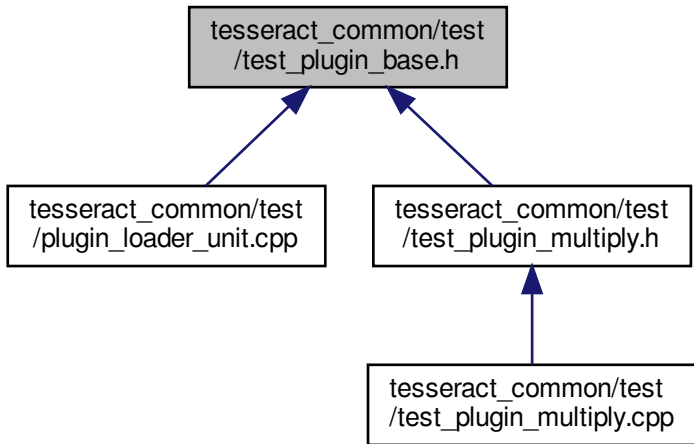 tesseract_common/test
/test_plugin_base.h
tesseract_common/test
/plugin_loader_unit.cpp
tesseract_common/test
/test_plugin_multiply.h
tesseract_common/test
/test_plugin_multiply.cpp